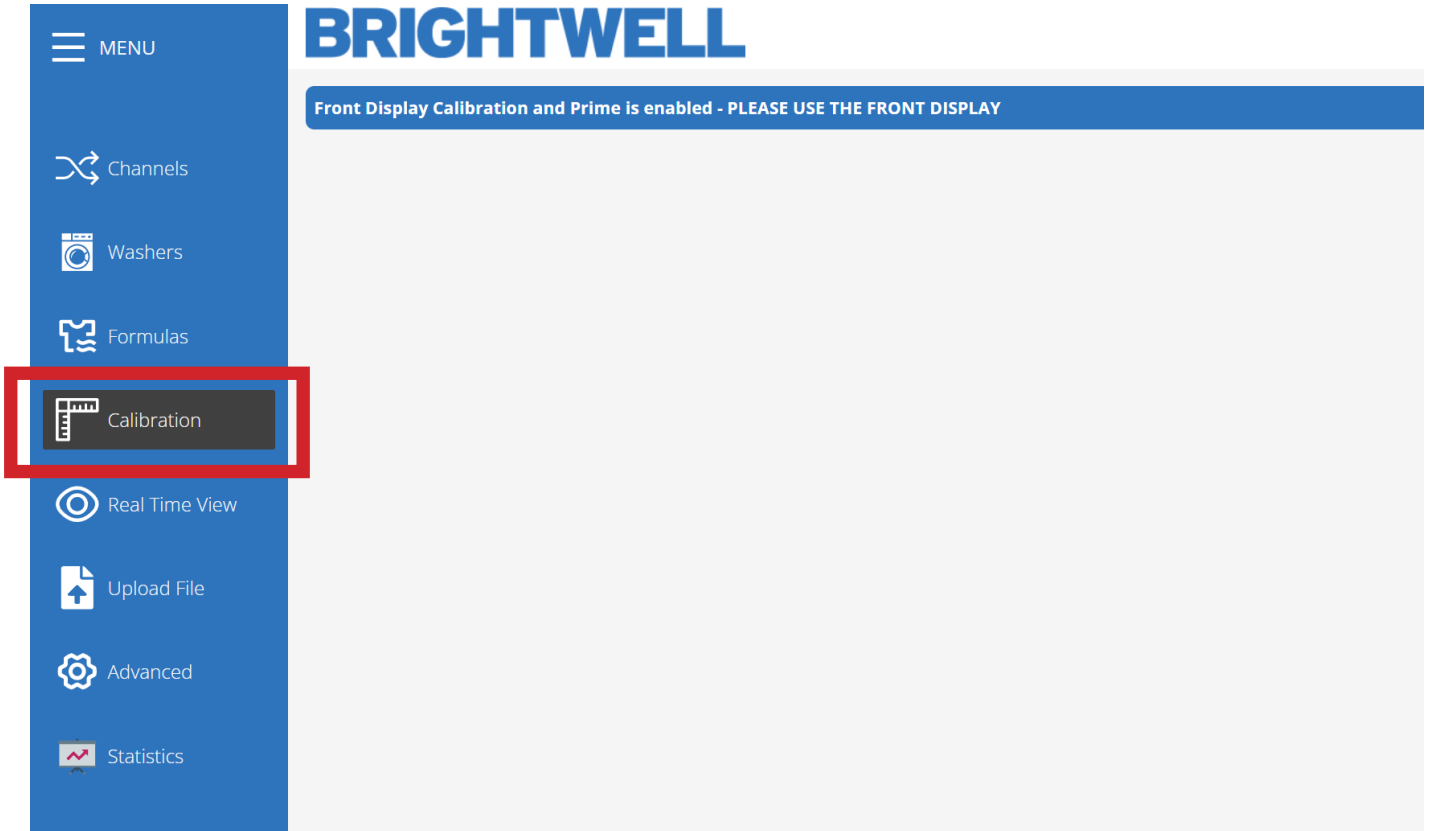 MENU
BRIGHTWELL
Front Display Calibration and Prime is enabled - PLEASE USE THE FRONT DISPLAY
Channels
Washers
Formulas
Calibration
Real Time View
Upload File
Advanced
Statistics